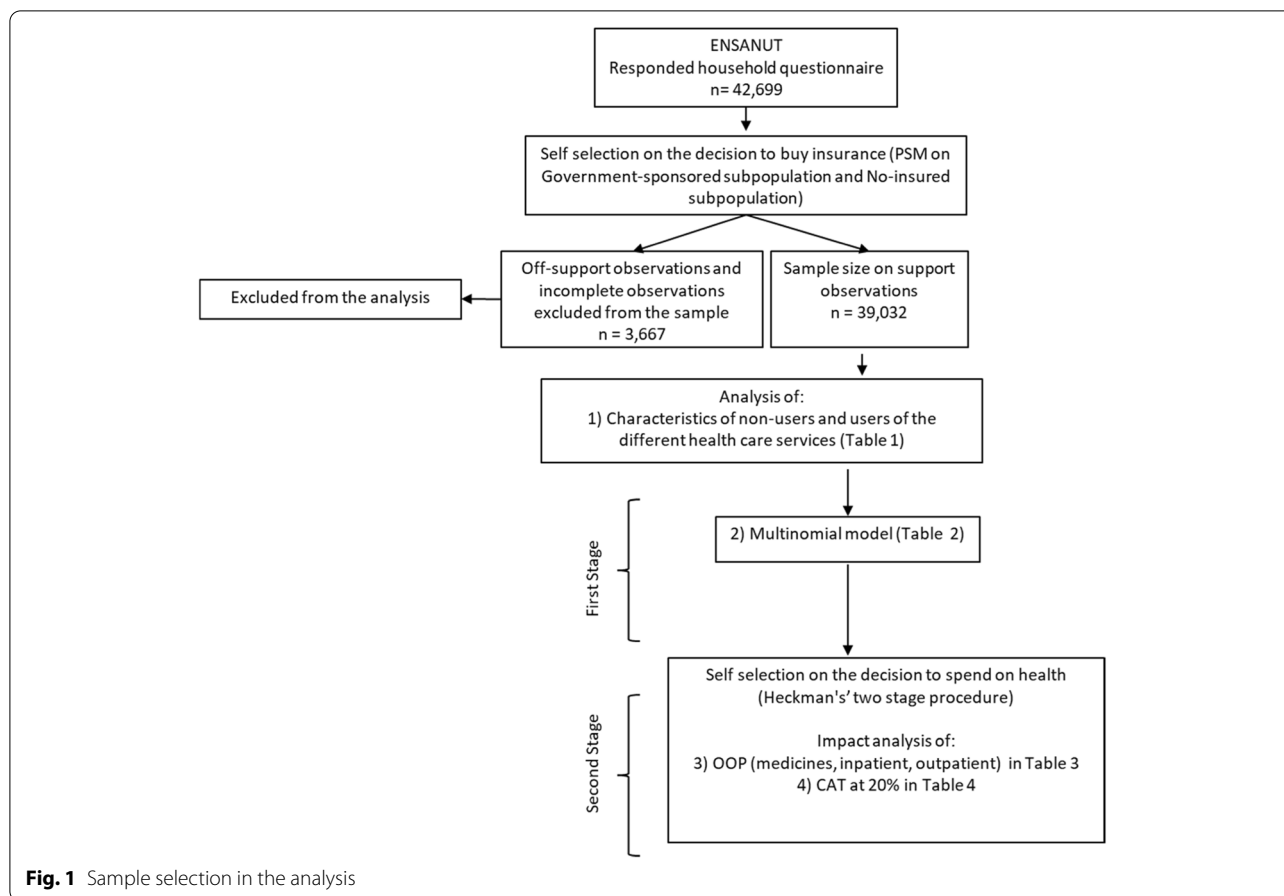 ENSANUT
Responded household questionnaire
n= 42,699
Self selection on the decision to buy insurance (PSM on
Government-sponsored subpopulation and No-insured
subpopulation)
Excluded from the analysis
Off-support observations and
incomplete observations
excluded from the sample
n = 3,667
Sample size on support
observations
n = 39,032
Analysis of:
1) Characteristics of non-users and users of the
different health care services (Table 1)
First Stage
2) Multinomial model (Table 2)
Second Stage
Self selection on the decision to spend on health
(Heckman's' two stage procedure)
Impact analysis of:
3) OOP (medicines, inpatient, outpatient) in Table 3
4) CAT at 20% in Table 4
Fig. 1 Sample selection in the analysis